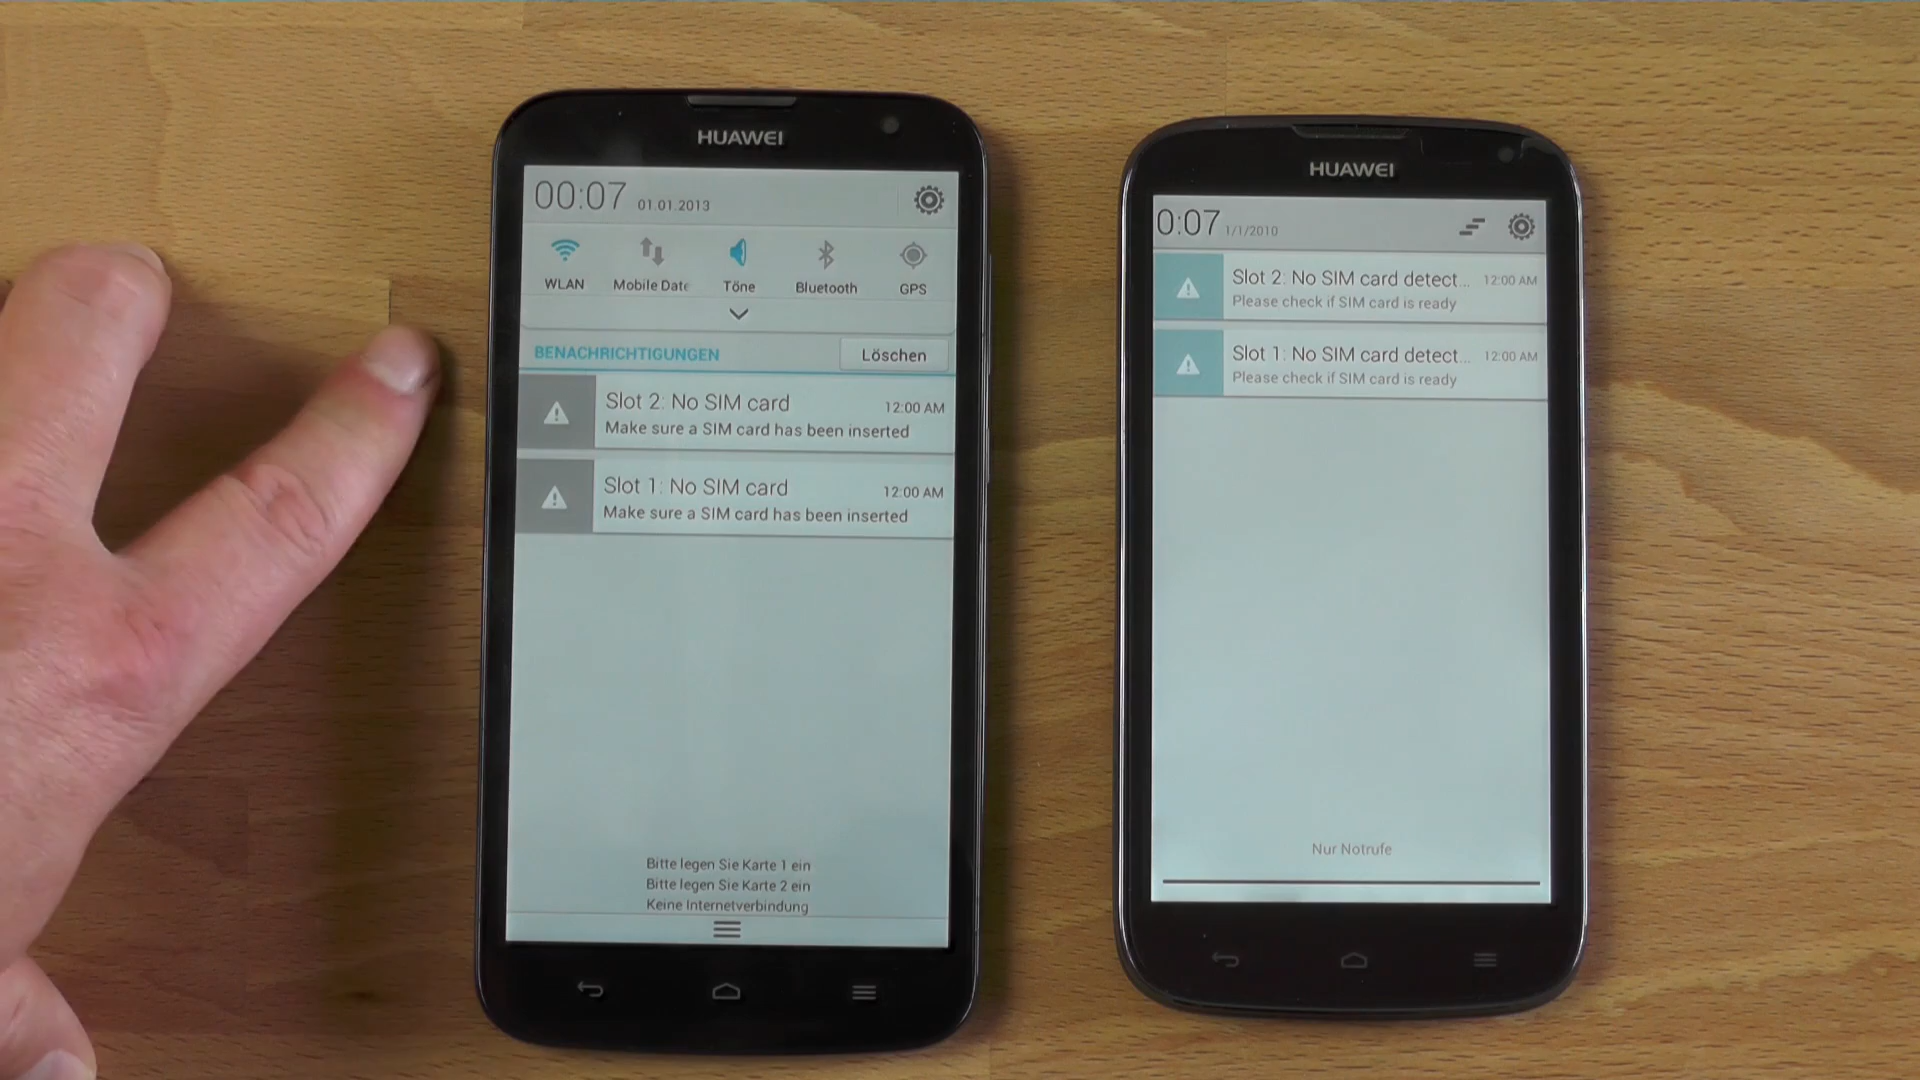 HUAWEI
00:07 01.01.2013
WLAN Mobile Date Töne Bluetooth GPS
BENACHRICHTIGUNGEN Löschen
Slot 2: No SIM card 12:00 AM
Make sure a SIM card has been inserted
Slot 1: No SIM card 12:00 AM
Make sure a SIM card has been inserted
Bitte legen Sie Karte 1 ein
Bitte legen Sie Karte 2 ein
Keine Internetverbindung
HUAWEI
0:07 1/1/2010
Slot 2: No SIM card detect... 12:00 AM
Please check if SIM card is ready
Slot 1: No SIM card detect... 12:00 AM
Please check if SIM card is ready
Nur Notrufe